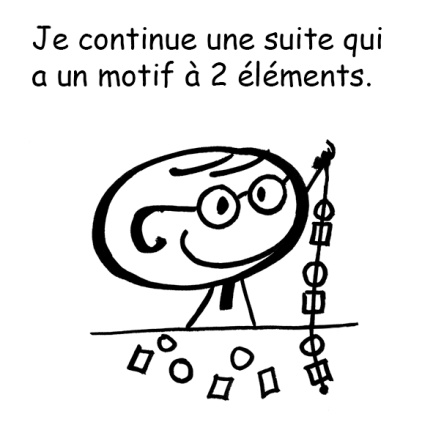 Je continue une suite qui
a un motif à 2 éléments.